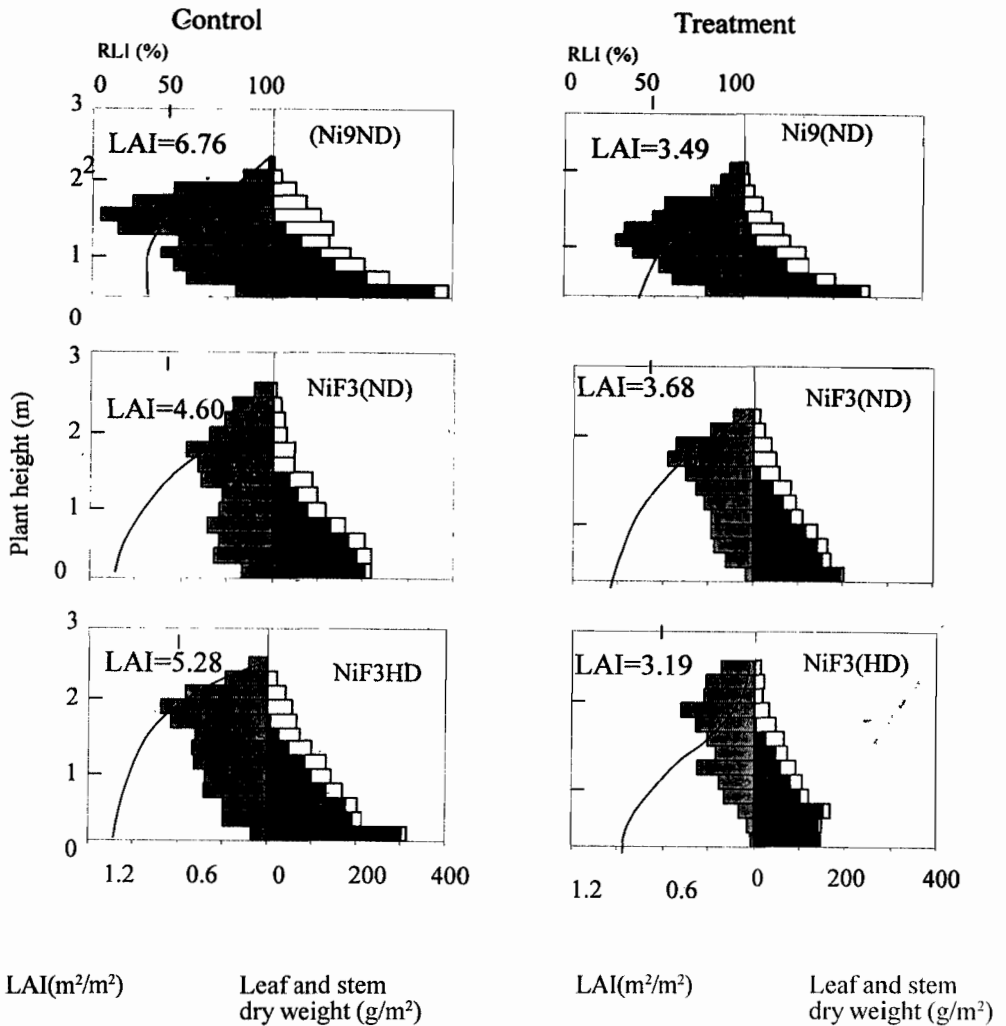 Control
Treatment
RLI (%)
RLI (%)
0 50 100
0 50 100
3
2
1
0
LAI=6.76
(Ni9ND)
LAI=3.49
Ni9(ND)
Plant height (m)
3
2
1
0
LAI=4.60
NiF3(ND)
LAI=3.68
NiF3(ND)
3
2
1
0
LAI=5.28
NiF3HD
LAI=3.19
NiF3(HD)
1.2 0.6 0 200 400
1.2 0.6 0 200 400
LAI(m²/m²)
Leaf and stem
dry weight (g/m²)
LAI(m²/m²)
Leaf and stem
dry weight (g/m²)